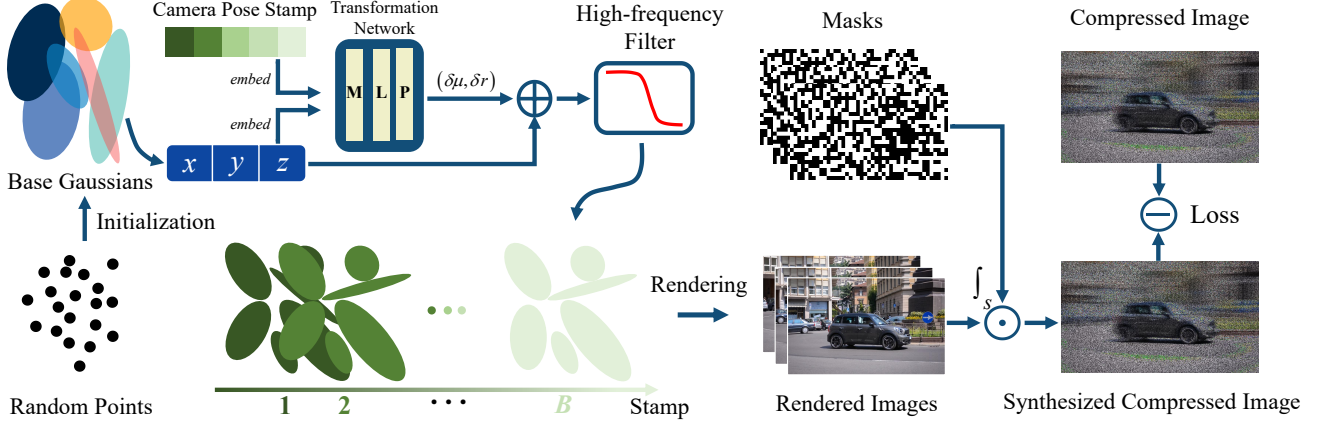 Camera Pose Stamp
Transformation
Network
High-frequency
Filter
Masks
Compressed Image
embed
embed
M L P
(δμ, δr)
x y z
Base Gaussians
Initialization
Loss
Rendering
∫s
Random Points
1 2 ··· B
Stamp
Rendered Images
Synthesized Compressed Image